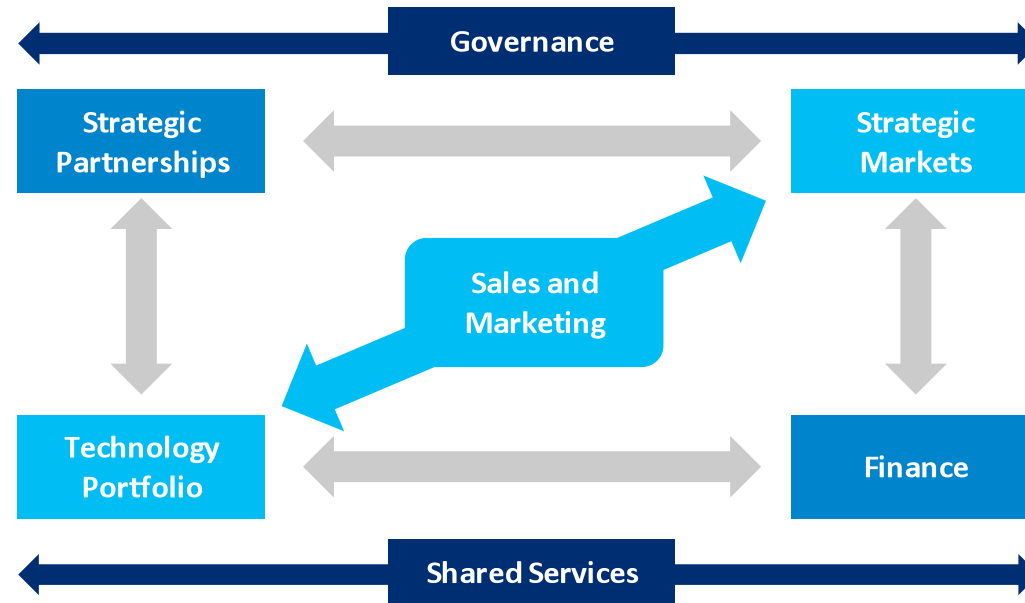 Governance
Strategic
Partnerships
Strategic
Markets
Sales and
Marketing
Technology
Portfolio
Finance
Shared Services